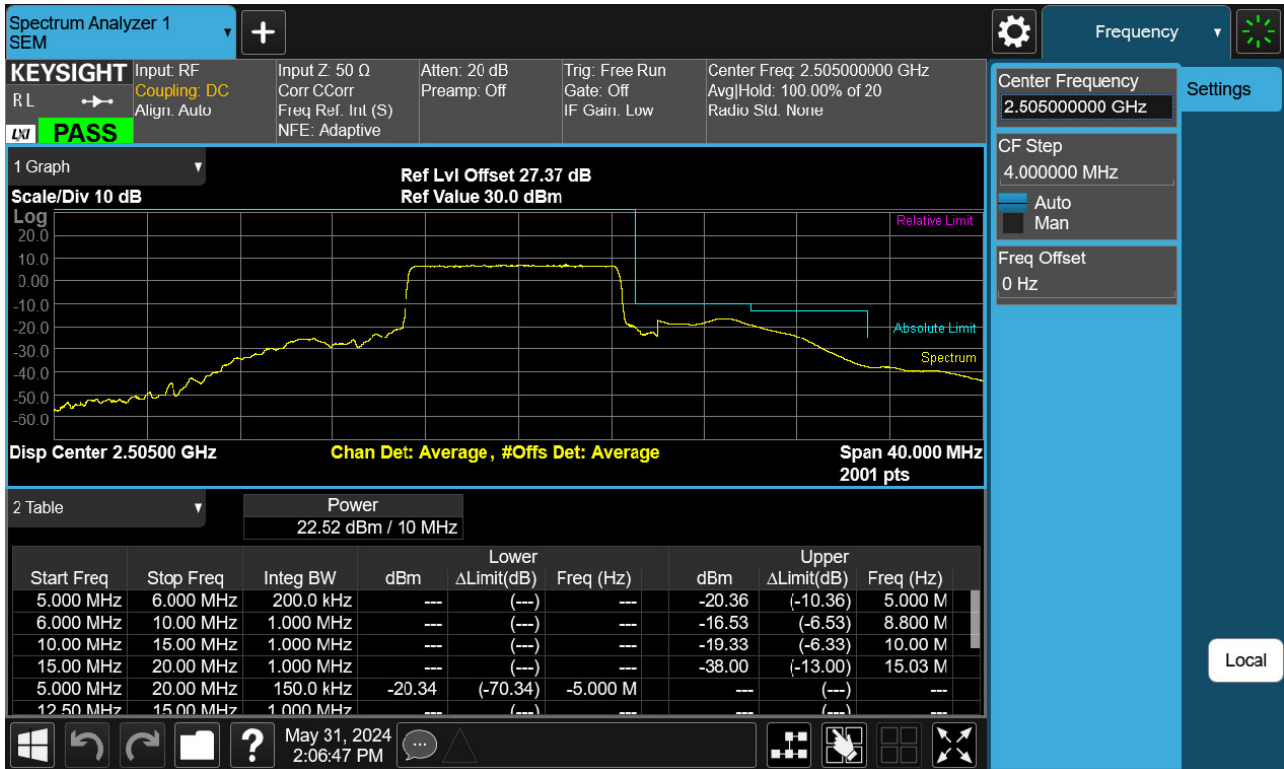 Spectrum Analyzer 1
SEM
+
Frequency
KEYSIGHT
R L
LXI PASS
Input: RF
Coupling: DC
Align: Auto
Input Z: 50 Ω
Corr CCorr
Freq Ref: Int (S)
NFE: Adaptive
Atten: 20 dB
Preamp: Off
Trig: Free Run
Gate: Off
IF Gain: Low
Center Freq: 2.505000000 GHz
Avg|Hold: 100.00% of 20
Radio Std: None
Center Frequency
2.505000000 GHz
Settings
CF Step
4.000000 MHz
Auto
Man
Freq Offset
0 Hz
Local
1 Graph
Scale/Div 10 dB
Ref Lvl Offset 27.37 dB
Ref Value 30.0 dBm
Log
20.0
10.0
0.00
-10.0
-20.0
-30.0
-40.0
-50.0
-60.0
Relative Limit
Absolute Limit
Spectrum
Disp Center 2.50500 GHz
Chan Det: Average , #Offs Det: Average
Span 40.000 MHz
2001 pts
2 Table
Power
22.52 dBm / 10 MHz
Lower Upper
Start Freq Stop Freq Integ BW dBm ΔLimit(dB) Freq (Hz) dBm ΔLimit(dB) Freq (Hz)
5.000 MHz 6.000 MHz 200.0 kHz --- (---) --- -20.36 (-10.36) 5.000 M
6.000 MHz 10.00 MHz 1.000 MHz --- (---) --- -16.53 (-6.53) 8.800 M
10.00 MHz 15.00 MHz 1.000 MHz --- (---) --- -19.33 (-6.33) 10.00 M
15.00 MHz 20.00 MHz 1.000 MHz --- (---) --- -38.00 (-13.00) 15.03 M
5.000 MHz 20.00 MHz 150.0 kHz -20.34 (-70.34) -5.000 M --- (---) ---
12.50 MHz 15.00 MHz 1.000 MHz --- (---) --- --- (---) ---
?
May 31, 2024
2:06:47 PM